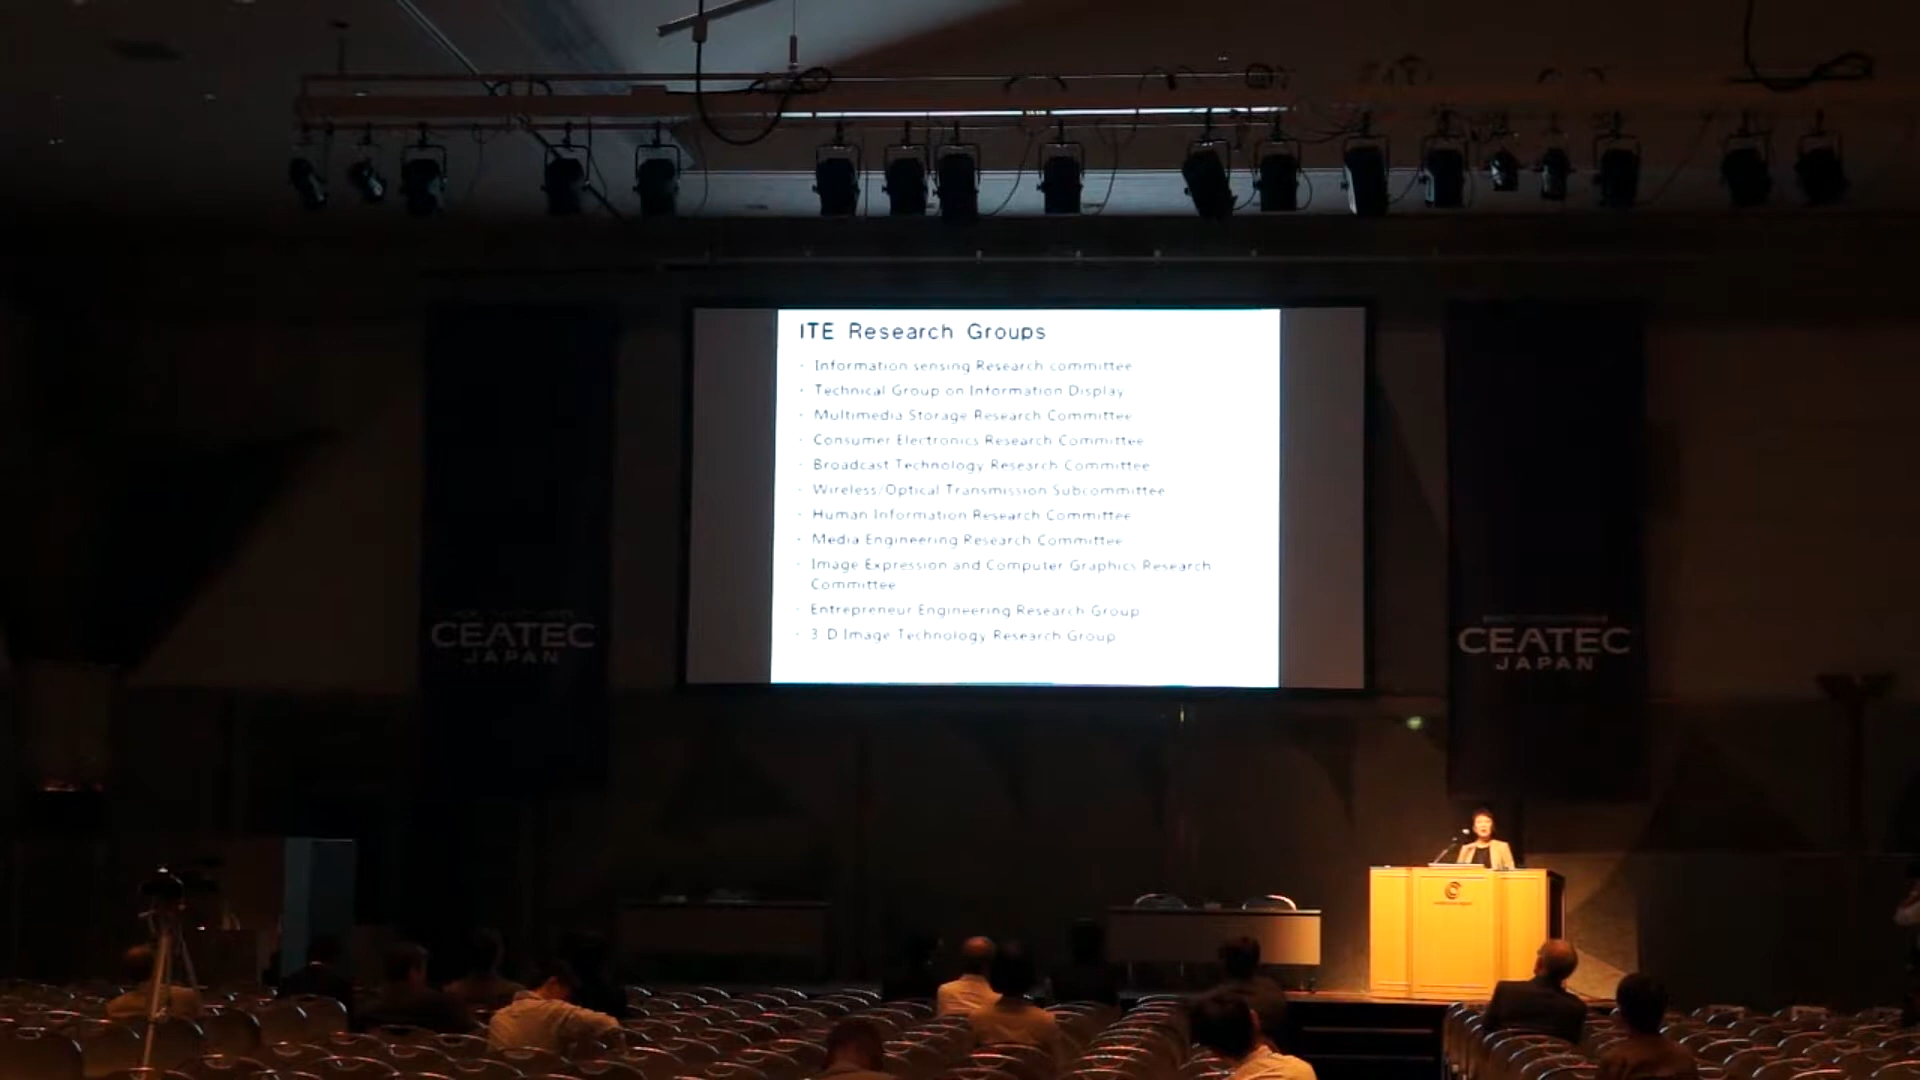 ITE Research Groups
· Information sensing Research committee
· Technical Group on Information Display
· Multimedia Storage Research Committee
· Consumer Electronics Research Committee
· Broadcast Technology Research Committee
· Wireless/Optical Transmission Subcommittee
· Human Information Research Committee
· Media Engineering Research Committee
· Image Expression and Computer Graphics Research
Committee
· Entrepreneur Engineering Research Group
· 3 D Image Technology Research Group
CEATEC
JAPAN
CEATEC
JAPAN